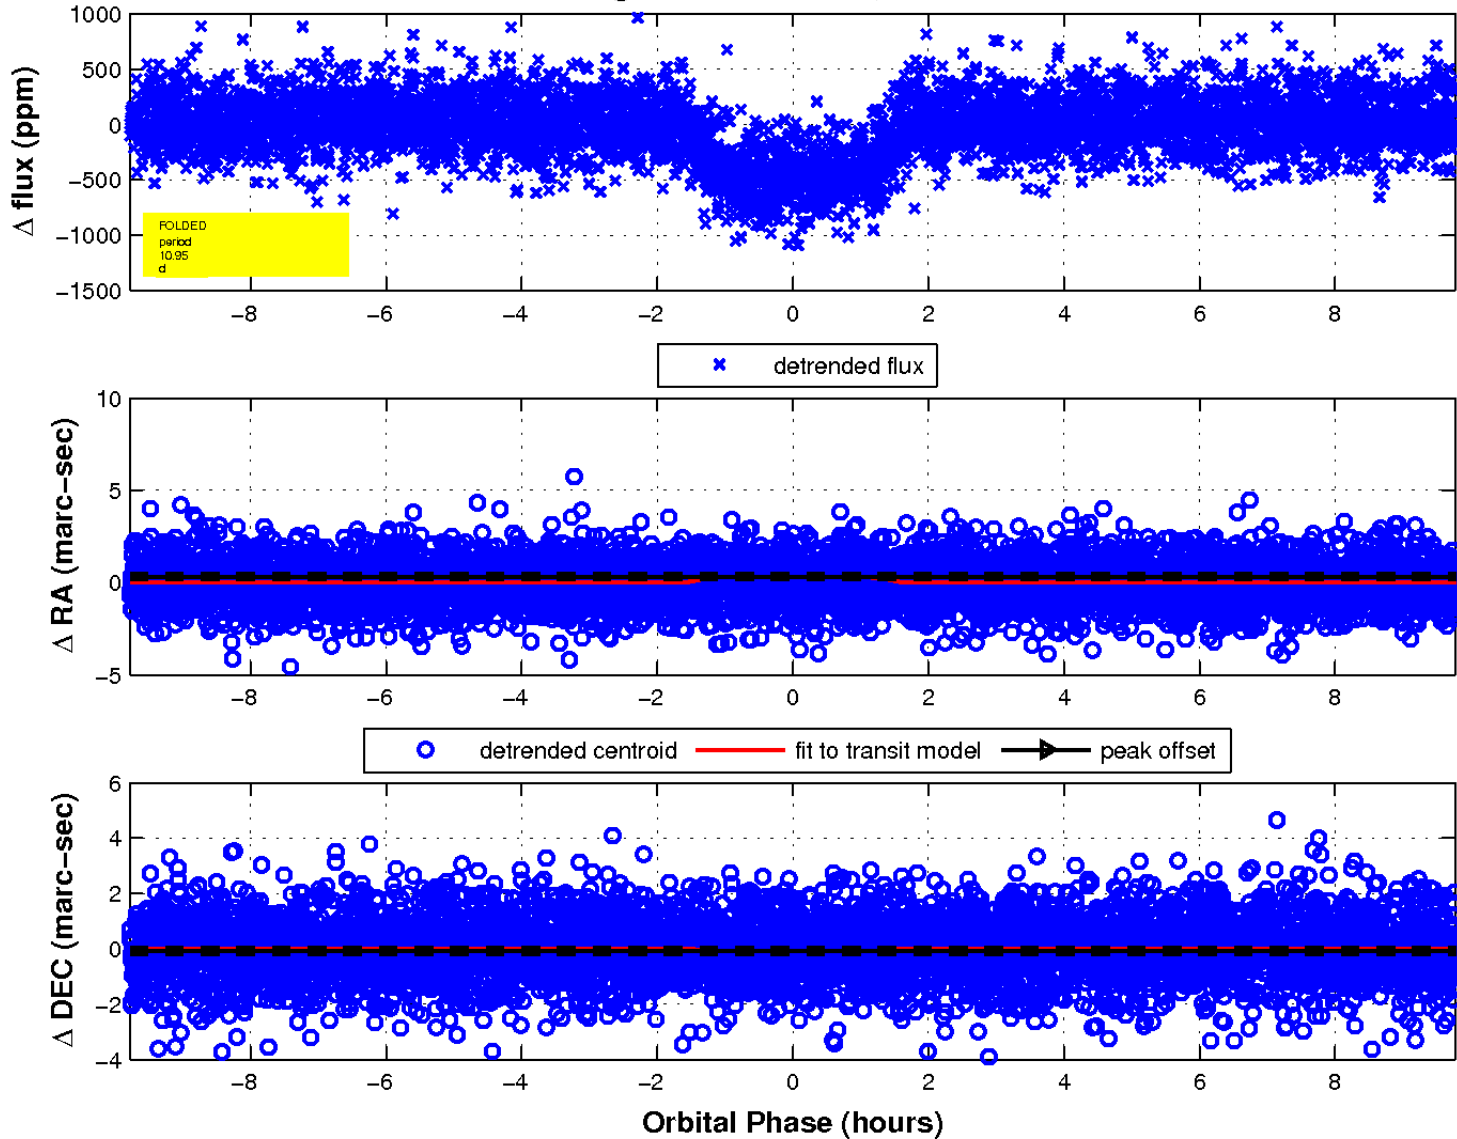 1000
500
0
−500
−1000
−1500
Δ flux (ppm)
FOLDED
period
10.95
d
−8 −6 −4 −2 0 2 4 6 8
detrended flux
10
5
0
−5
Δ RA (marc−sec)
−8 −6 −4 −2 0 2 4 6 8
detrended centroid fit to transit model peak offset
6
4
2
0
−2
−4
Δ DEC (marc−sec)
−8 −6 −4 −2 0 2 4 6 8
Orbital Phase (hours)